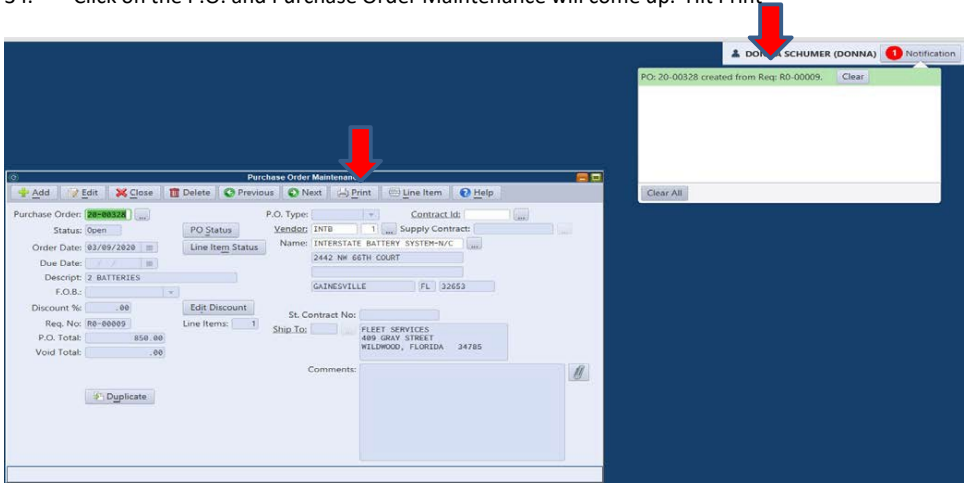 Click on the P.O. and Purchase Order Maintenance will come up. Hit Print
DONNA SCHUMER (DONNA) 1 Notification
PO: 20-00328 created from Req: R0-00009. Clear
Clear All
Purchase Order Maintenance
Add Edit Close Delete Previous Next Print Line Item Help
Purchase Order: 20-00328 ... P.O. Type: Contract Id: ...
Status: Open PO Status Vendor: INTB 1 ... Supply Contract: ...
Order Date: 03/09/2020 Line Item Status Name: INTERSTATE BATTERY SYSTEM-N/C ...
Due Date: / / 2442 NW 66TH COURT
Descript: 2 BATTERIES
F.O.B.: GAINESVILLE FL 32653
Discount %: .00 Edit Discount
St. Contract No:
Req. No: R0-00009 Line Items: 1 Ship To: ... FLEET SERVICES
P.O. Total: 850.00 409 GRAY STREET
Void Total: .00 WILDWOOD, FLORIDA 34785
Comments:
Duplicate